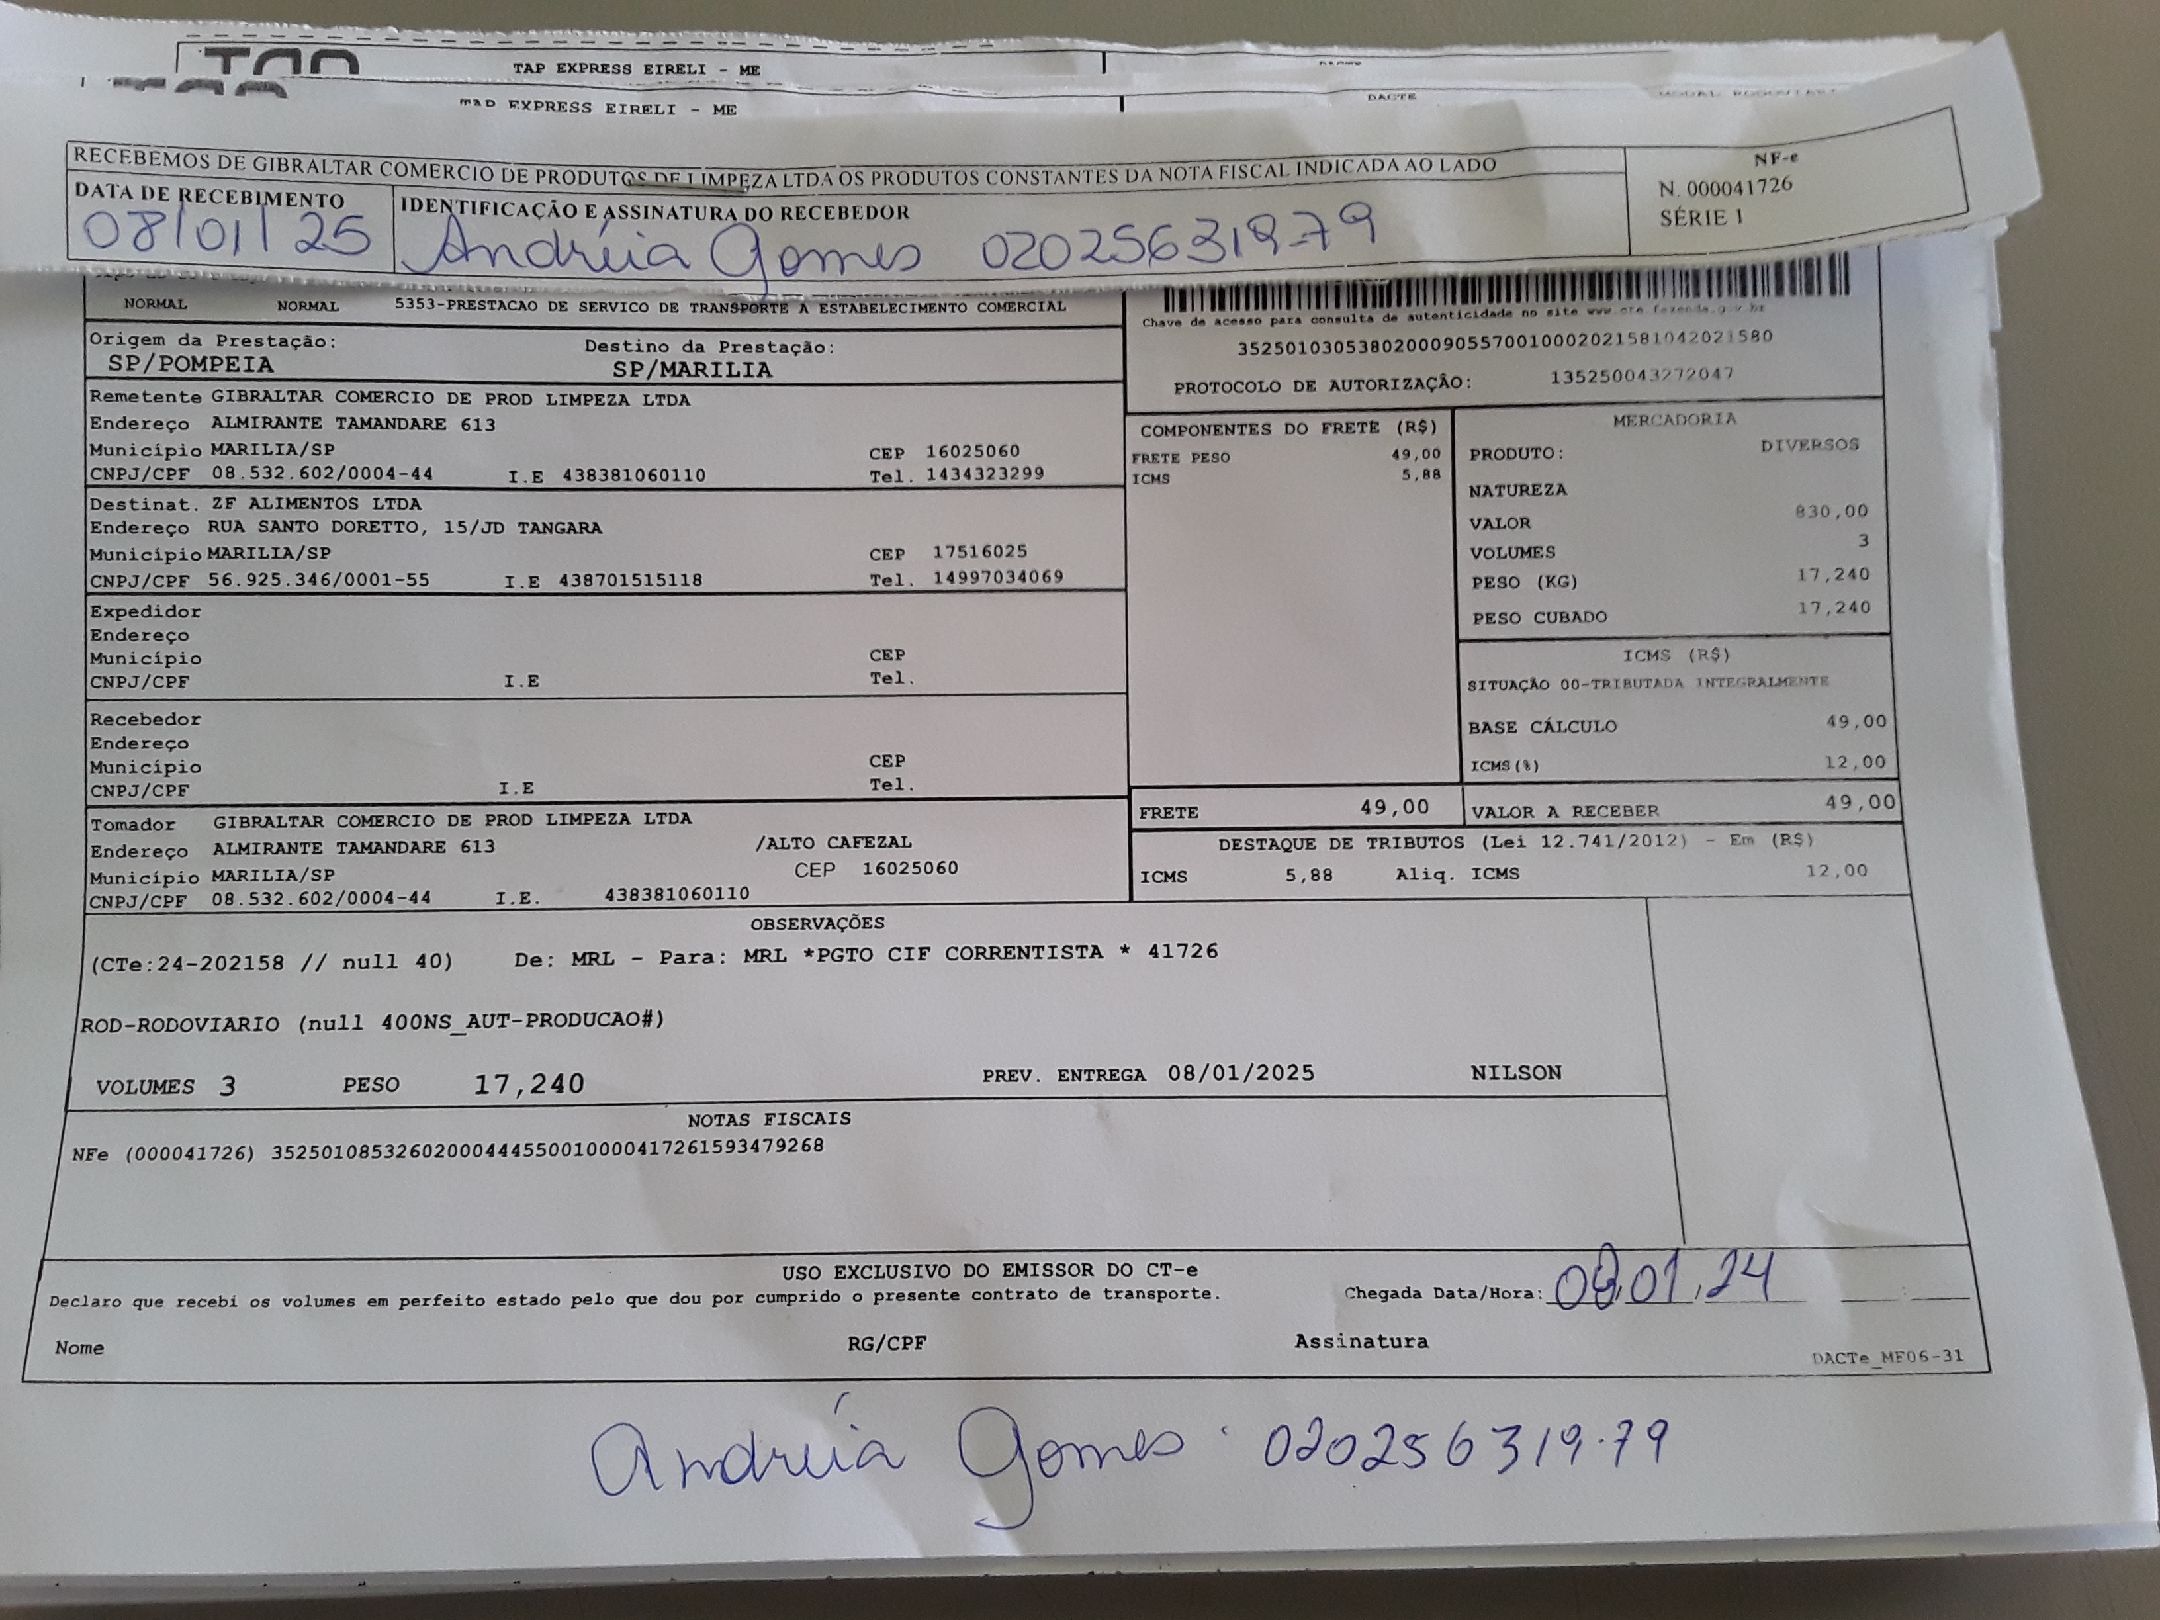 TAP EXPRESS EIRELI - ME
TAP EXPRESS EIRELI - ME
DACTE
RECEBEMOS DE GIBRALTAR COMERCIO DE PRODUTOS DE LIMPEZA LTDA OS PRODUTOS CONSTANTES DA NOTA FISCAL INDICADA AO LADO
NF-e
N. 000041726
SÉRIE 1
DATA DE RECEBIMENTO
08/01/25
IDENTIFICAÇÃO E ASSINATURA DO RECEBEDOR
Andréia Gomes 020256319-79
NORMAL NORMAL 5353-PRESTACAO DE SERVICO DE TRANSPORTE A ESTABELECIMENTO COMERCIAL
Origem da Prestação: Destino da Prestação:
SP/POMPEIA SP/MARILIA
Remetente GIBRALTAR COMERCIO DE PROD LIMPEZA LTDA
Endereço ALMIRANTE TAMANDARE 613
Município MARILIA/SP CEP 16025060
CNPJ/CPF 08.532.602/0004-44 I.E 438381060110 Tel. 1434323299
Destinat. ZF ALIMENTOS LTDA
Endereço RUA SANTO DORETTO, 15/JD TANGARA
Município MARILIA/SP CEP 17516025
CNPJ/CPF 56.925.346/0001-55 I.E 438701515118 Tel. 14997034069
Expedidor
Endereço
Município CEP
CNPJ/CPF I.E Tel.
Recebedor
Endereço
Município CEP
CNPJ/CPF I.E Tel.
Tomador GIBRALTAR COMERCIO DE PROD LIMPEZA LTDA
Endereço ALMIRANTE TAMANDARE 613 /ALTO CAFEZAL
Município MARILIA/SP CEP 16025060
CNPJ/CPF 08.532.602/0004-44 I.E. 438381060110
Chave de acesso para consulta de autenticidade no site www.cte.fazenda.gov.br
35250103053802000905570010002021581042021580
PROTOCOLO DE AUTORIZAÇÃO: 135250043272047
COMPONENTES DO FRETE (R$)
FRETE PESO 49,00
ICMS 5,88
MERCADORIA
PRODUTO: DIVERSOS
NATUREZA
VALOR 830,00
VOLUMES 3
PESO (KG) 17,240
PESO CUBADO 17,240
ICMS (R$)
SITUAÇÃO 00-TRIBUTADA INTEGRALMENTE
BASE CÁLCULO 49,00
ICMS(%) 12,00
FRETE 49,00 VALOR A RECEBER 49,00
DESTAQUE DE TRIBUTOS (Lei 12.741/2012) - Em (R$)
ICMS 5,88 Aliq. ICMS 12,00
OBSERVAÇÕES
(CTe:24-202158 // null 40) De: MRL - Para: MRL *PGTO CIF CORRENTISTA * 41726
ROD-RODOVIARIO (null 400NS_AUT-PRODUCAO#)
VOLUMES 3 PESO 17,240 PREV. ENTREGA 08/01/2025 NILSON
NOTAS FISCAIS
NFe (000041726) 35250108532602000444550010000417261593479268
USO EXCLUSIVO DO EMISSOR DO CT-e
Declaro que recebi os volumes em perfeito estado pelo que dou por cumprido o presente contrato de transporte. Chegada Data/Hora: 08.01.24
Nome RG/CPF Assinatura
DACTe_MF06-31
Andréia Gomes 020256319-79